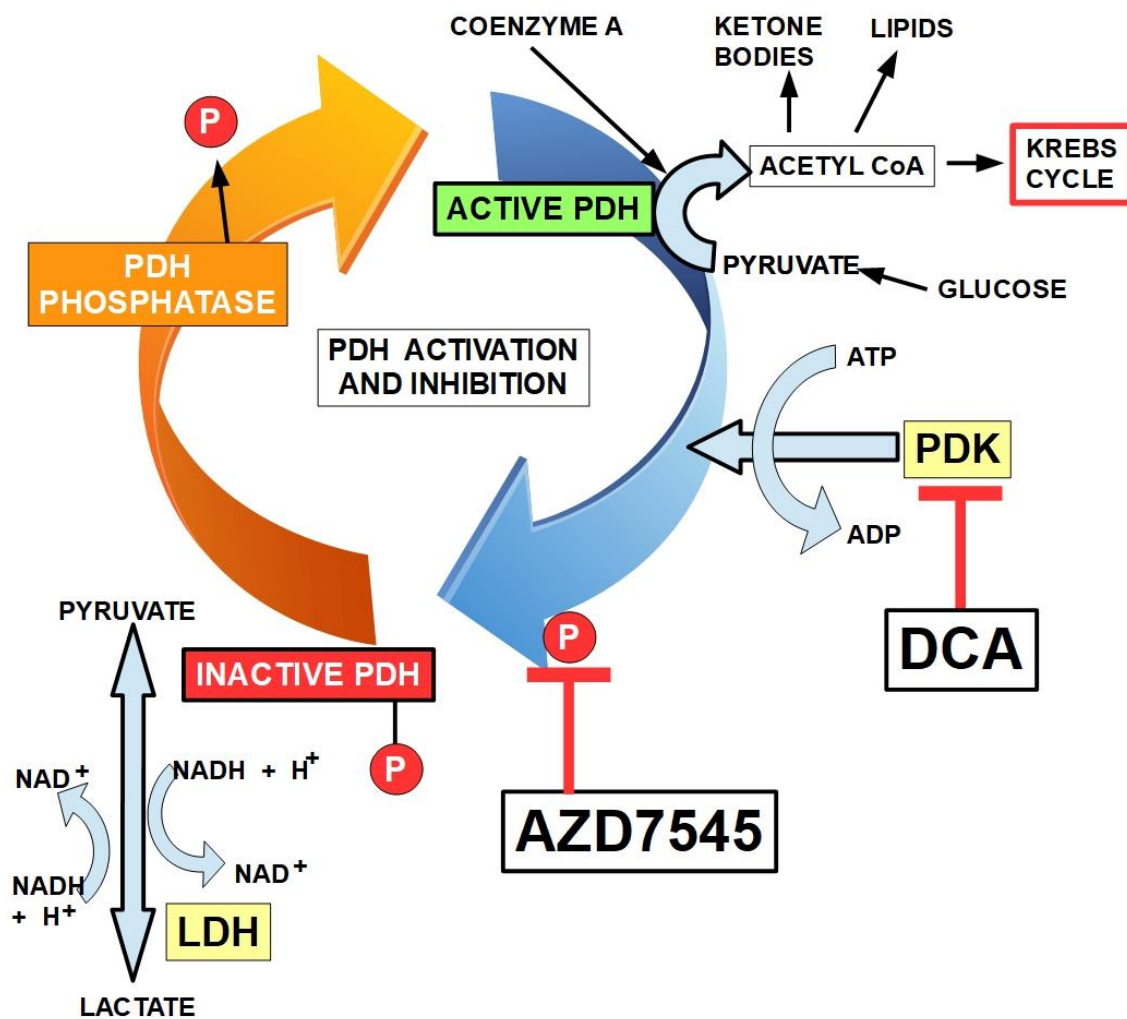 COENZYME A
KETONE
BODIES
LIPIDS
P
ACETYL CoA
KREBS
CYCLE
ACTIVE PDH
PDH
PHOSPHATASE
PYRUVATE
GLUCOSE
PDH ACTIVATION
AND INHIBITION
ATP
PDK
ADP
PYRUVATE
P
DCA
INACTIVE PDH
P
NAD+
NADH + H+
AZD7545
NADH
+ H+
NAD+
LDH
LACTATE